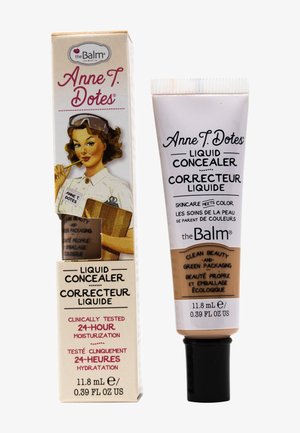 theBalm®
Anne T.
Dotes®
LIQUID
CONCEALER
CORRECTEUR
LIQUIDE
CLINICALLY TESTED
24-HOUR
MOISTURIZATION
TESTÉ CLINIQUEMENT
24-HEURES
HYDRATATION
11.8 mL e/
0.39 FL OZ US
Anne T. Dotes®
LIQUID
CONCEALER
CORRECTEUR
LIQUIDE
SKINCARE MEETS COLOR
LES SOINS DE LA PEAU
SE PARENT DE COULEURS
theBalm®
CLEAN BEAUTY
AND
GREEN PACKAGING
BEAUTÉ PROPRE
ET EMBALLAGE
ÉCOLOGIQUE
11.8 mL e/
0.39 FL OZ US